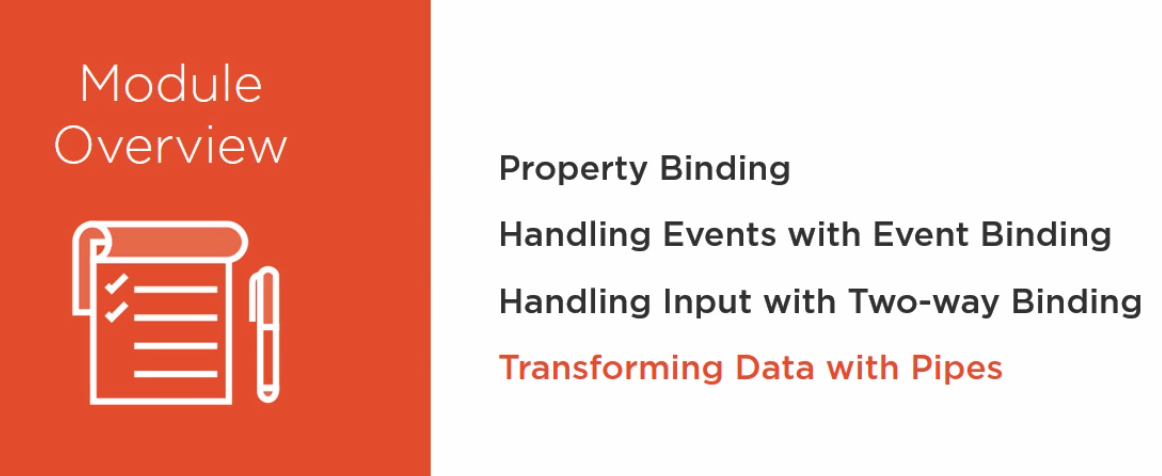 Module
Overview
Property Binding
Handling Events with Event Binding
Handling Input with Two-way Binding
Transforming Data with Pipes